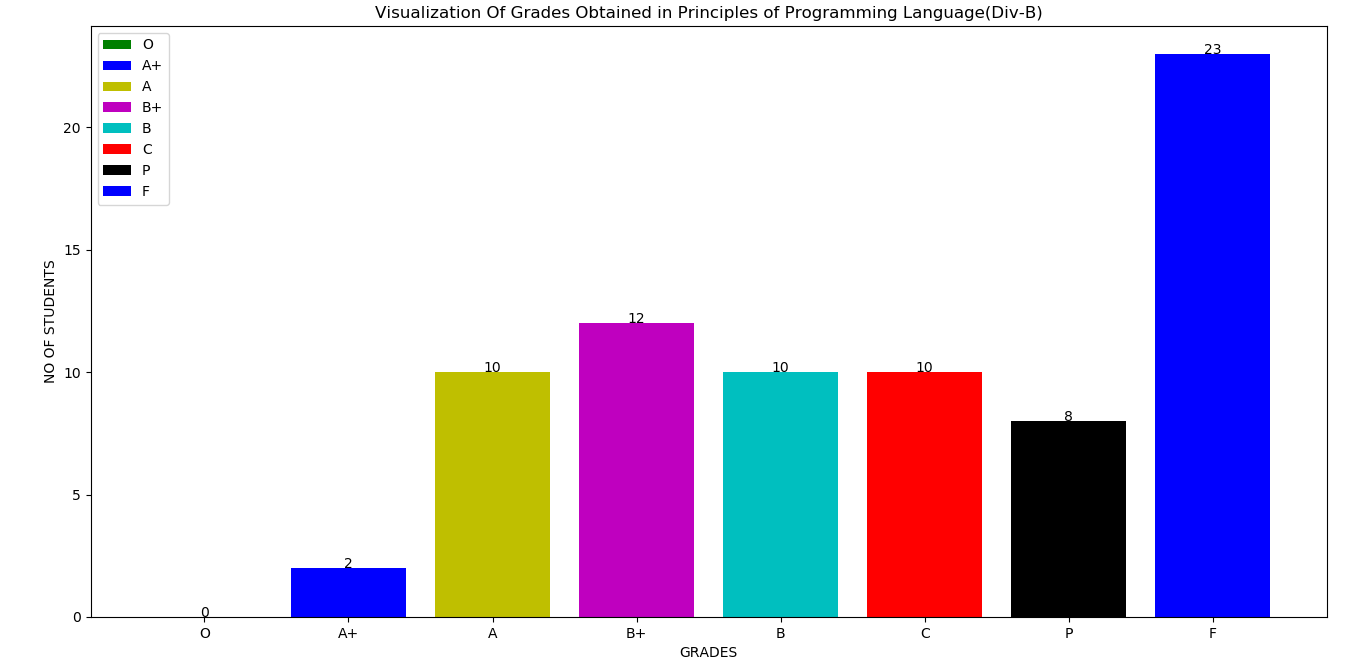 Visualization Of Grades Obtained in Principles of Programming Language(Div-B)
O
A+
A
B+
B
C
P
F
NO OF STUDENTS
20
15
10
5
0
0
2
10
12
10
10
8
23
O A+ A B+ B C P F
GRADES